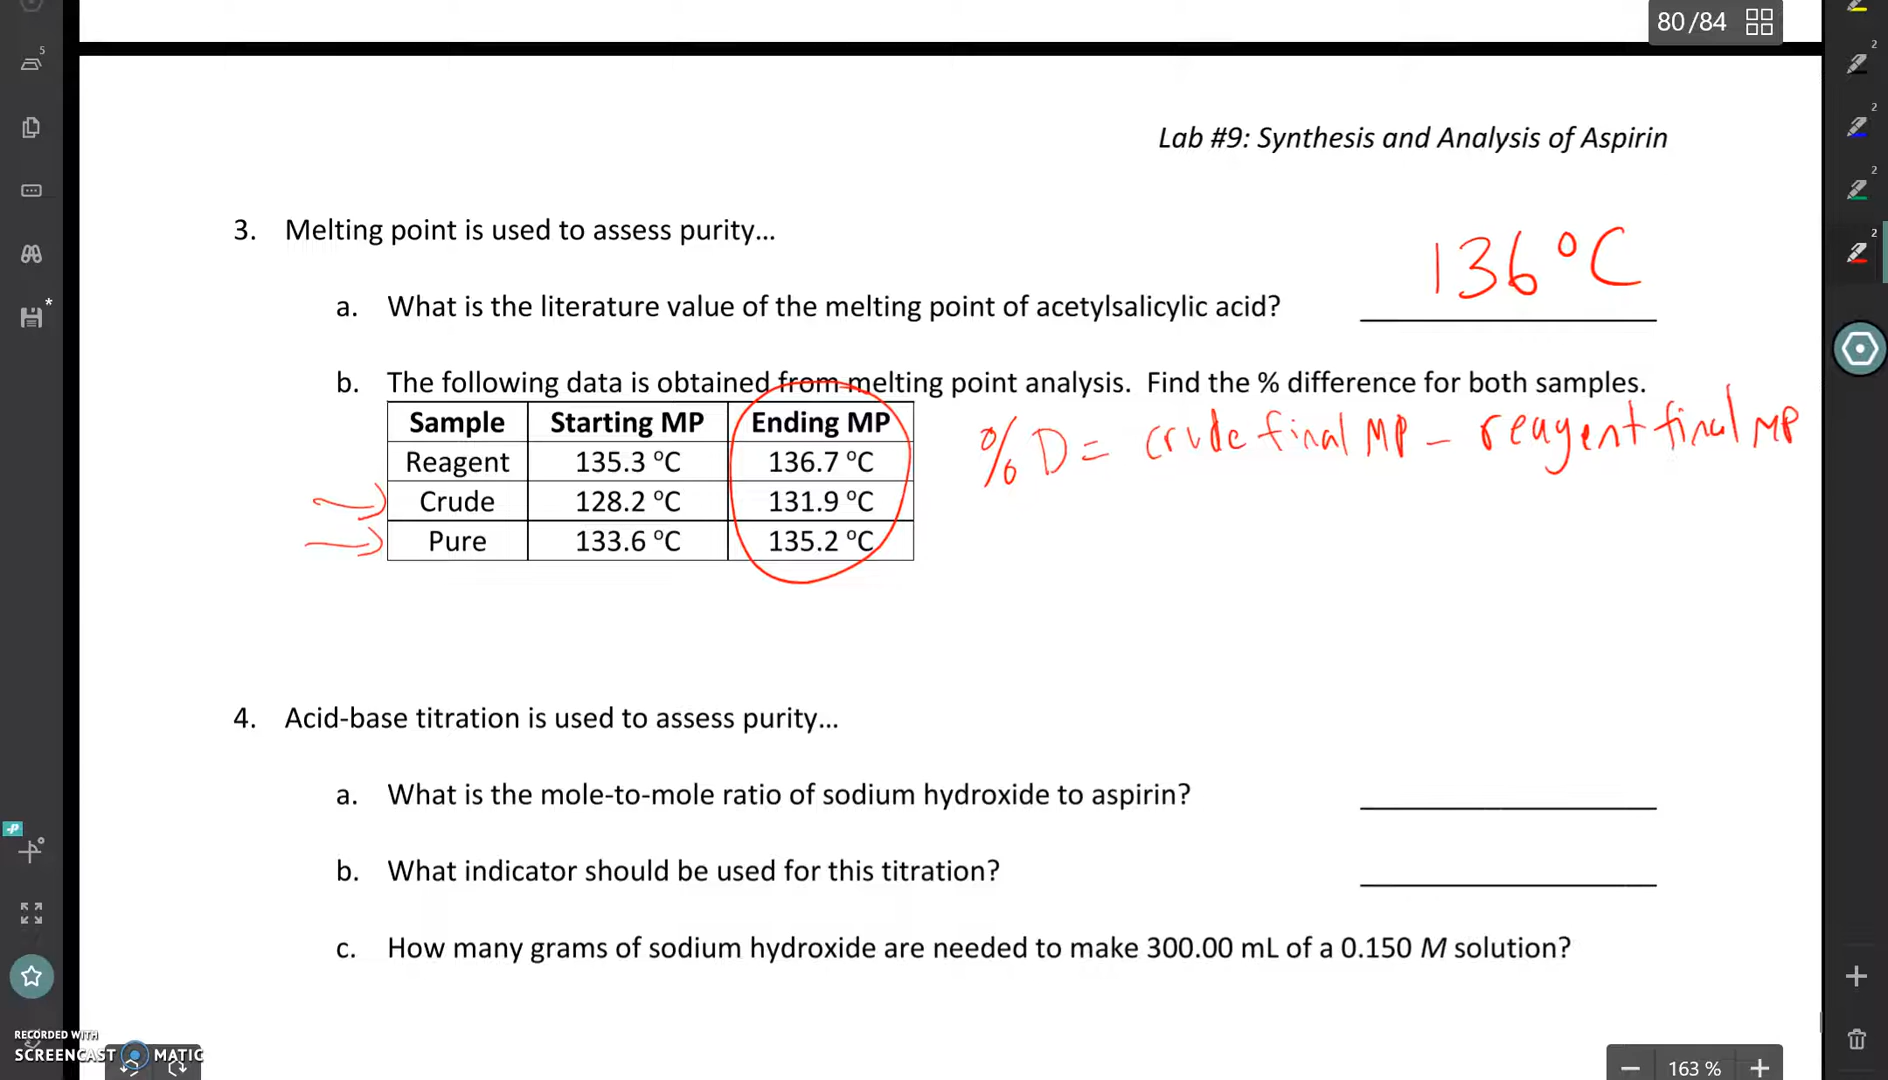 80/84
5
2
2
2
2
Lab #9: Synthesis and Analysis of Aspirin
3. Melting point is used to assess purity...
136 °C
a. What is the literature value of the melting point of acetylsalicylic acid?
b. The following data is obtained from melting point analysis. Find the % difference for both samples.
Sample Starting MP Ending MP
Reagent 135.3 °C 136.7 °C
Crude 128.2 °C 131.9 °C
Pure 133.6 °C 135.2 °C
% D = crude final MP - reagent final MP
4. Acid-base titration is used to assess purity...
a. What is the mole-to-mole ratio of sodium hydroxide to aspirin?
b. What indicator should be used for this titration?
c. How many grams of sodium hydroxide are needed to make 300.00 mL of a 0.150 M solution?
RECORDED WITH
SCREENCAST MATIC
163 %